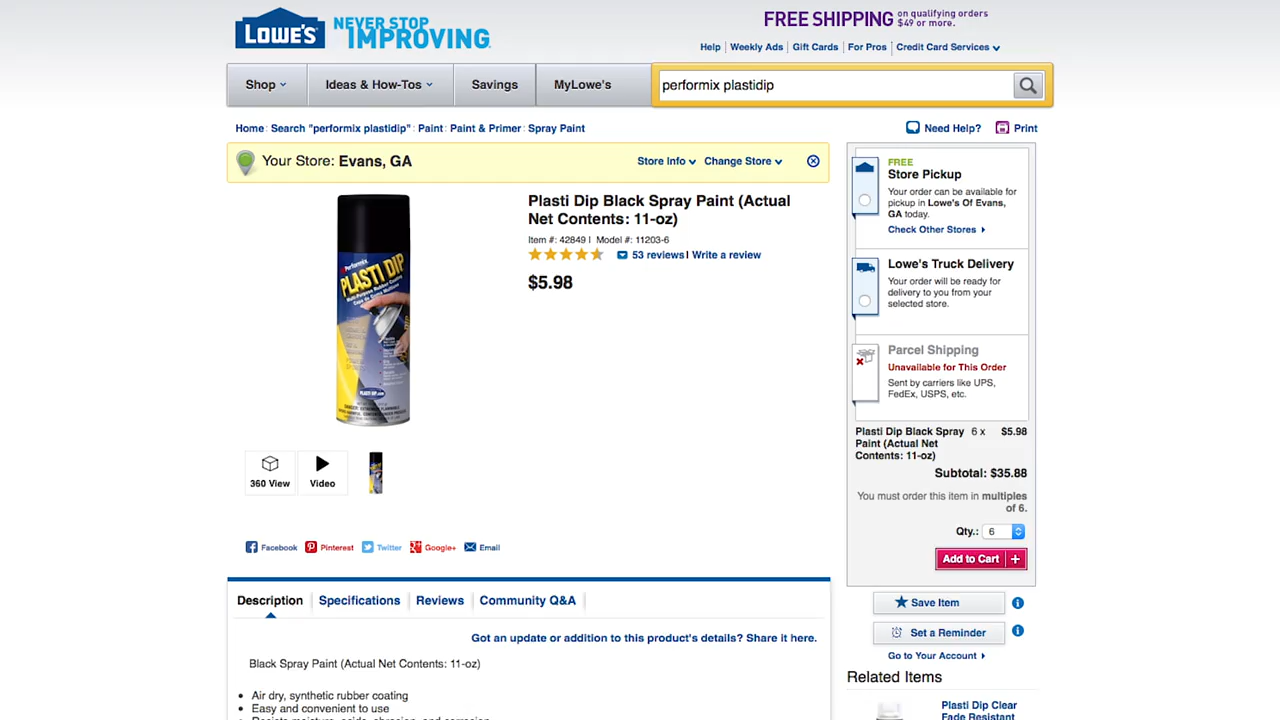 LOWE'S
NEVER STOP
IMPROVING
FREE SHIPPING on qualifying orders
$49 or more.
Help
Weekly Ads
Gift Cards
For Pros
Credit Card Services
Shop
Ideas & How-Tos
Savings
MyLowe's
performix plastidip
Home: Search "performix plastidip": Paint: Paint & Primer: Spray Paint
Need Help?
Print
Your Store: Evans, GA
Store Info
Change Store
Performix
PLASTI DIP
PLASTI DIP
Plasti Dip Black Spray Paint (Actual
Net Contents: 11-oz)
Item #: 42849 | Model #: 11203-6
53 reviews | Write a review
$5.98
360 View
Video
Facebook
Pinterest
Twitter
Google+
Email
Description
Specifications
Reviews
Community Q&A
Got an update or addition to this product's details? Share it here.
Black Spray Paint (Actual Net Contents: 11-oz)
• Air dry, synthetic rubber coating
• Easy and convenient to use
• Resists moisture, acids, abrasion, and corrosion
FREE
Store Pickup
Your order can be available for
pickup in Lowe's Of Evans,
GA today.
Check Other Stores
Lowe's Truck Delivery
Your order will be ready for
delivery to you from your
selected store.
Parcel Shipping
Unavailable for This Order
Sent by carriers like UPS,
FedEx, USPS, etc.
Plasti Dip Black Spray 6 x $5.98
Paint (Actual Net
Contents: 11-oz)
Subtotal: $35.88
You must order this item in multiples
of 6.
Qty.: 6
Add to Cart +
Save Item
Set a Reminder
Go to Your Account
Related Items
Plasti Dip Clear
Fade Resistant